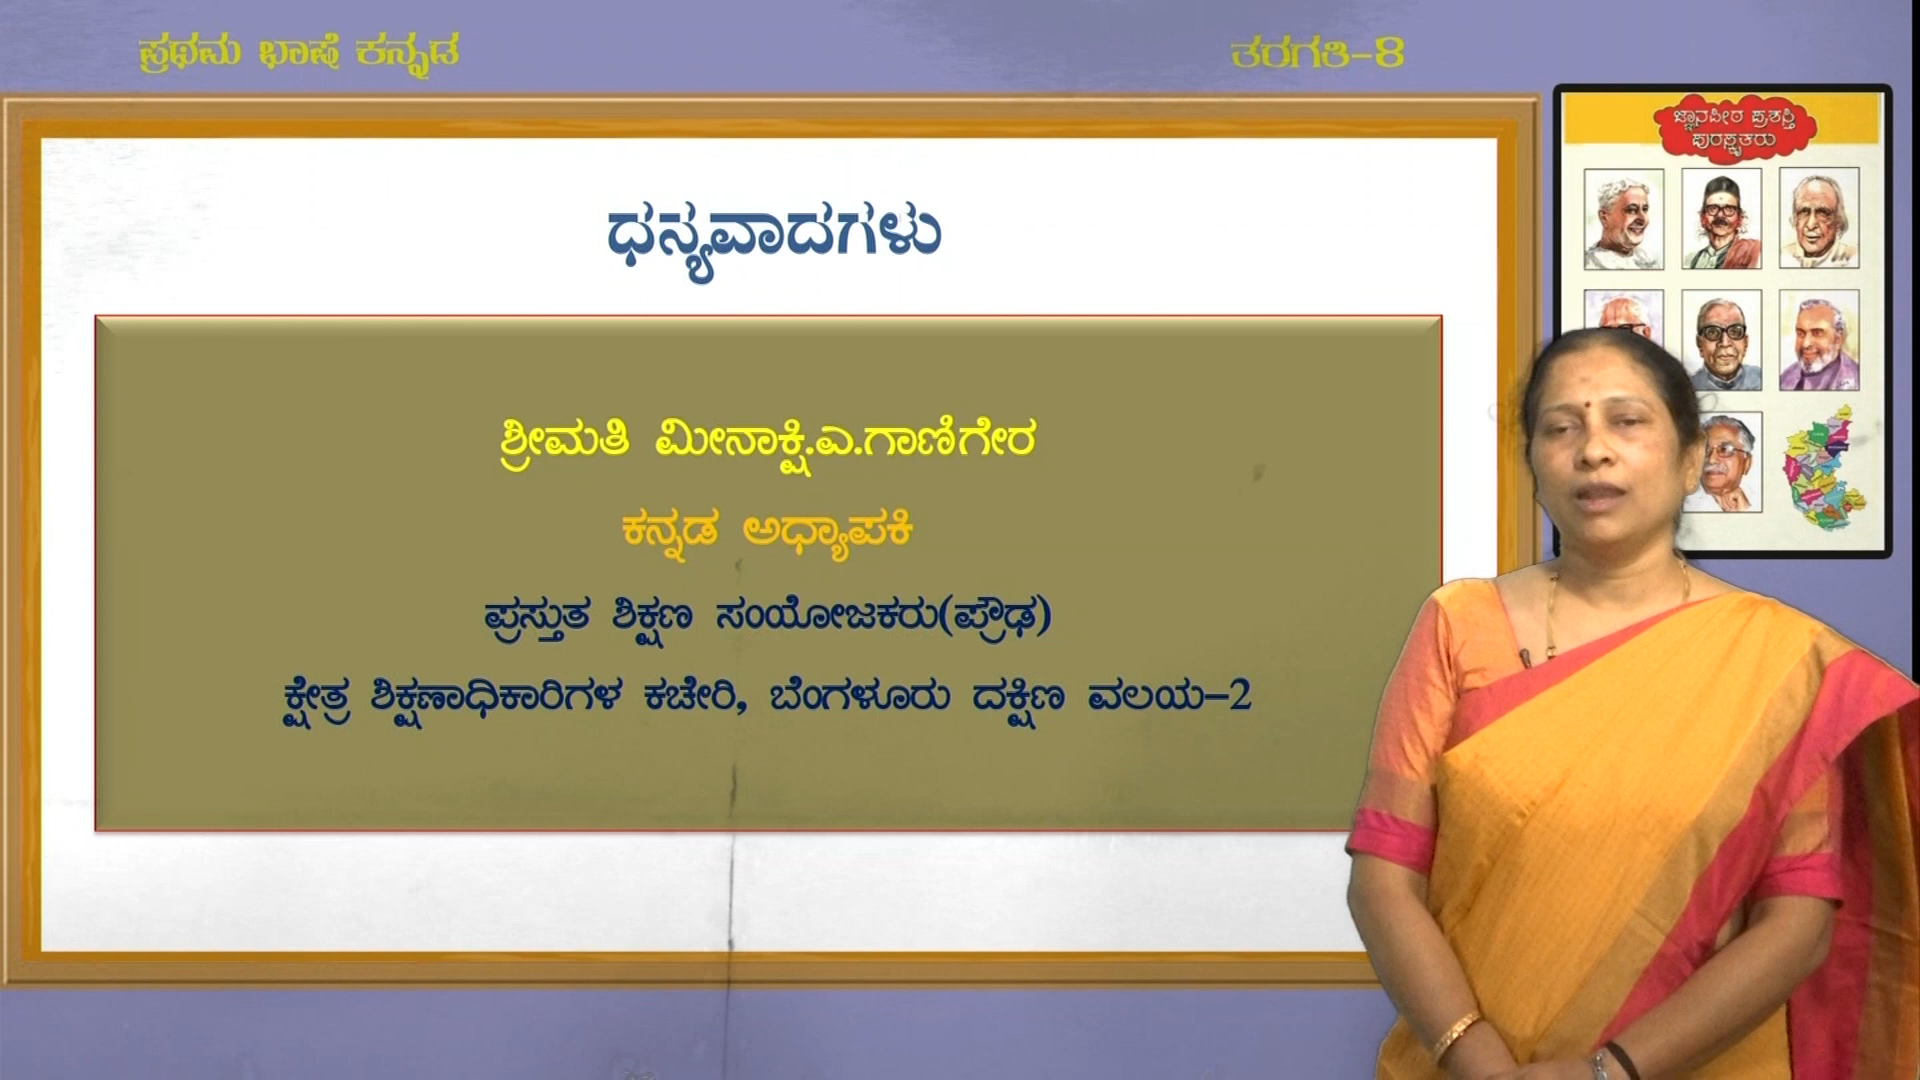 ಪ್ರಥಮ ಭಾಷೆ ಕನ್ನಡ
ತರಗತಿ-8
ಜ್ಞಾನಪೀಠ ಪ್ರಶಸ್ತಿ
ಪುರಸ್ಕೃತರು
ಧನ್ಯವಾದಗಳು
ಶ್ರೀಮತಿ ಮೀನಾಕ್ಷಿ.ಎ.ಗಾಣಿಗೇರ
ಕನ್ನಡ ಅಧ್ಯಾಪಕಿ
ಪ್ರಸ್ತುತ ಶಿಕ್ಷಣ ಸಂಯೋಜಕರು(ಪ್ರೌಢ)
ಕ್ಷೇತ್ರ ಶಿಕ್ಷಣಾಧಿಕಾರಿಗಳ ಕಚೇರಿ, ಬೆಂಗಳೂರು ದಕ್ಷಿಣ ವಲಯ-2